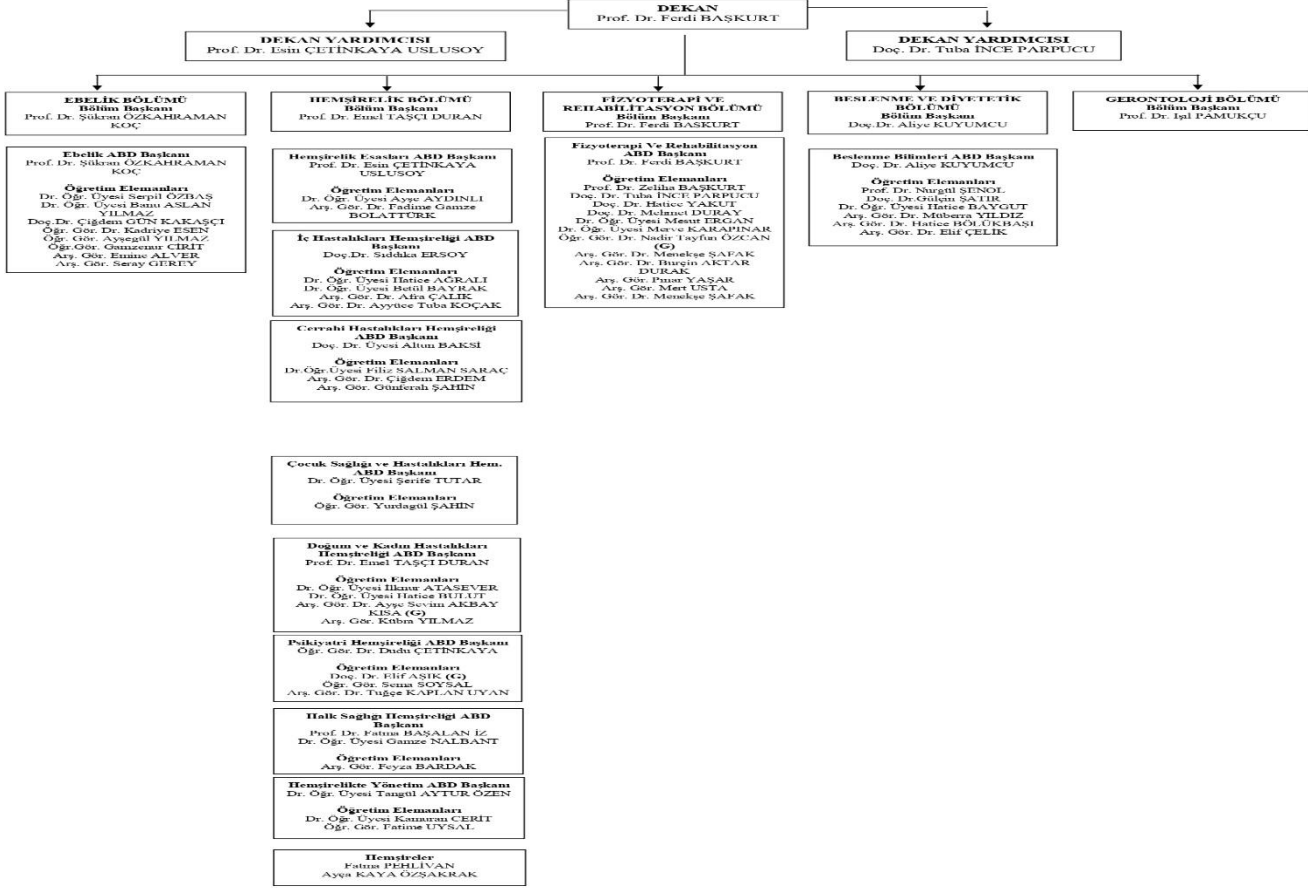 DEKAN
Prof. Dr. Ferdi BAŞKURT
DEKAN YARDIMCISI
Prof. Dr. Esin ÇETİNKAYA USLUSOY
DEKAN YARDIMCISI
Doç. Dr. Tuba İNCE PARPUCU
EBELİK BÖLÜMÜ
Bölüm Başkanı
Prof. Dr. Şükran ÖZKAHRAMAN
KOÇ
Ebelik ABD Başkanı
Prof. Dr. Şükran ÖZKAHRAMAN
KOÇ
Öğretim Elemanları
Dr. Öğr. Üyesi Serpil ÖZBAŞ
Dr. Öğr. Üyesi Banu ASLAN
YILMAZ
Doç.Dr. Çiğdem GÜN KAKAŞÇI
Öğr. Gör. Dr. Kadriye ESEN
Öğr. Gör. Ayşegül YILMAZ
Öğr.Gör. Gamzenur CİRİT
Arş. Gör. Emine ALVER
Arş. Gör. Seray GEREY
HEMŞİRELİK BÖLÜMÜ
Bölüm Başkanı
Prof. Dr. Emel TAŞÇI DURAN
Hemşirelik Esasları ABD Başkanı
Prof. Dr. Esin ÇETİNKAYA
USLUSOY
Öğretim Elemanları
Dr. Öğr. Üyesi Ayşe AYDINLI
Arş. Gör. Dr. Fadime Gamze
BOLATTÜRK
İç Hastalıkları Hemşireliği ABD
Başkanı
Doç.Dr. Sıddıka ERSOY
Öğretim Elemanları
Dr. Öğr. Üyesi Hatice AĞRALI
Dr. Öğr. Üyesi Betül BAYRAK
Arş. Gör. Dr. Afra ÇALIK
Arş. Gör. Dr. Ayyüce Tuba KOÇAK
Cerrahi Hastalıkları Hemşireliği
ABD Başkanı
Doç. Dr. Üyesi Altun BAKSİ
Öğretim Elemanları
Dr.Öğr.Üyesi Filiz SALMAN SARAÇ
Arş. Gör. Dr. Çiğdem ERDEM
Arş. Gör. Günferah ŞAHİN
Çocuk Sağlığı ve Hastalıkları Hem.
ABD Başkanı
Dr. Öğr. Üyesi Şerife TUTAR
Öğretim Elemanları
Öğr. Gör. Yurdagül ŞAHİN
Doğum ve Kadın Hastalıkları
Hemşireliği ABD Başkanı
Prof. Dr. Emel TAŞÇI DURAN
Öğretim Elemanları
Dr. Öğr. Üyesi İlknur ATASEVER
Dr. Öğr. Üyesi Hatice BULUT
Arş. Gör. Dr. Ayşe Sevim AKBAY
KISA (G)
Arş. Gör. Kübra YILMAZ
Psikiyatri Hemşireliği ABD Başkanı
Öğr. Gör. Dr. Dudu ÇETİNKAYA
Öğretim Elemanları
Doç. Dr. Elif AŞIK (G)
Öğr. Gör. Sema SOYSAL
Arş. Gör. Dr. Tuğçe KAPLAN UYAN
Halk Sağlığı Hemşireliği ABD
Başkanı
Prof. Dr. Fatma BAŞALAN İZ
Dr. Öğr. Üyesi Gamze NALBANT
Öğretim Elemanları
Arş. Gör. Feyza BARDAK
Hemşirelikte Yönetim ABD Başkanı
Dr. Öğr. Üyesi Tangül AYTUR ÖZEN
Öğretim Elemanları
Dr. Öğr. Üyesi Kamuran CERİT
Öğr. Gör. Fatime UYSAL
Hemşireler
Fatma PEHLİVAN
Ayça KAYA ÖZŞAKRAK
FİZYOTERAPİ VE
REHABİLİTASYON BÖLÜMÜ
Bölüm Başkanı
Prof. Dr. Ferdi BASKURT
Fizyoterapi Ve Rehabilitasyon
ABD Başkanı
Prof. Dr. Ferdi BAŞKURT
Öğretim Elemanları
Prof. Dr. Zeliha BAŞKURT
Doç. Dr. Tuba İNCE PARPUCU
Doç. Dr. Hatice YAKUT
Doç. Dr. Mehmet DURAY
Dr. Öğr. Üyesi Mesut ERGAN
Dr. Öğr. Üyesi Merve KARAPINAR
Öğr. Gör. Dr. Nadir Tayfun ÖZCAN
(G)
Arş. Gör. Dr. Menekşe ŞAFAK
Arş. Gör. Dr. Burçin AKTAR
DURAK
Arş. Gör. Pınar YAŞAR
Arş. Gör. Mert USTA
Arş. Gör. Dr. Menekşe ŞAFAK
BESLENME VE DİYETETİK
BÖLÜMÜ
Bölüm Başkanı
Doç.Dr. Aliye KUYUMCU
Beslenme Bilimleri ABD Başkanı
Doç. Dr. Aliye KUYUMCU
Öğretim Elemanları
Prof. Dr. Nurgül ŞENOL
Doç. Dr.Gülçin ŞATIR
Dr. Öğr. Üyesi Hatice BAYGUT
Arş. Gör. Dr. Müberra YILDIZ
Arş. Gör. Dr. Hatice BÖLÜKBAŞI
Arş. Gör. Dr. Elif ÇELİK
GERONTOLOJİ BÖLÜMÜ
Bölüm Başkanı
Prof. Dr. Işıl PAMUKÇU